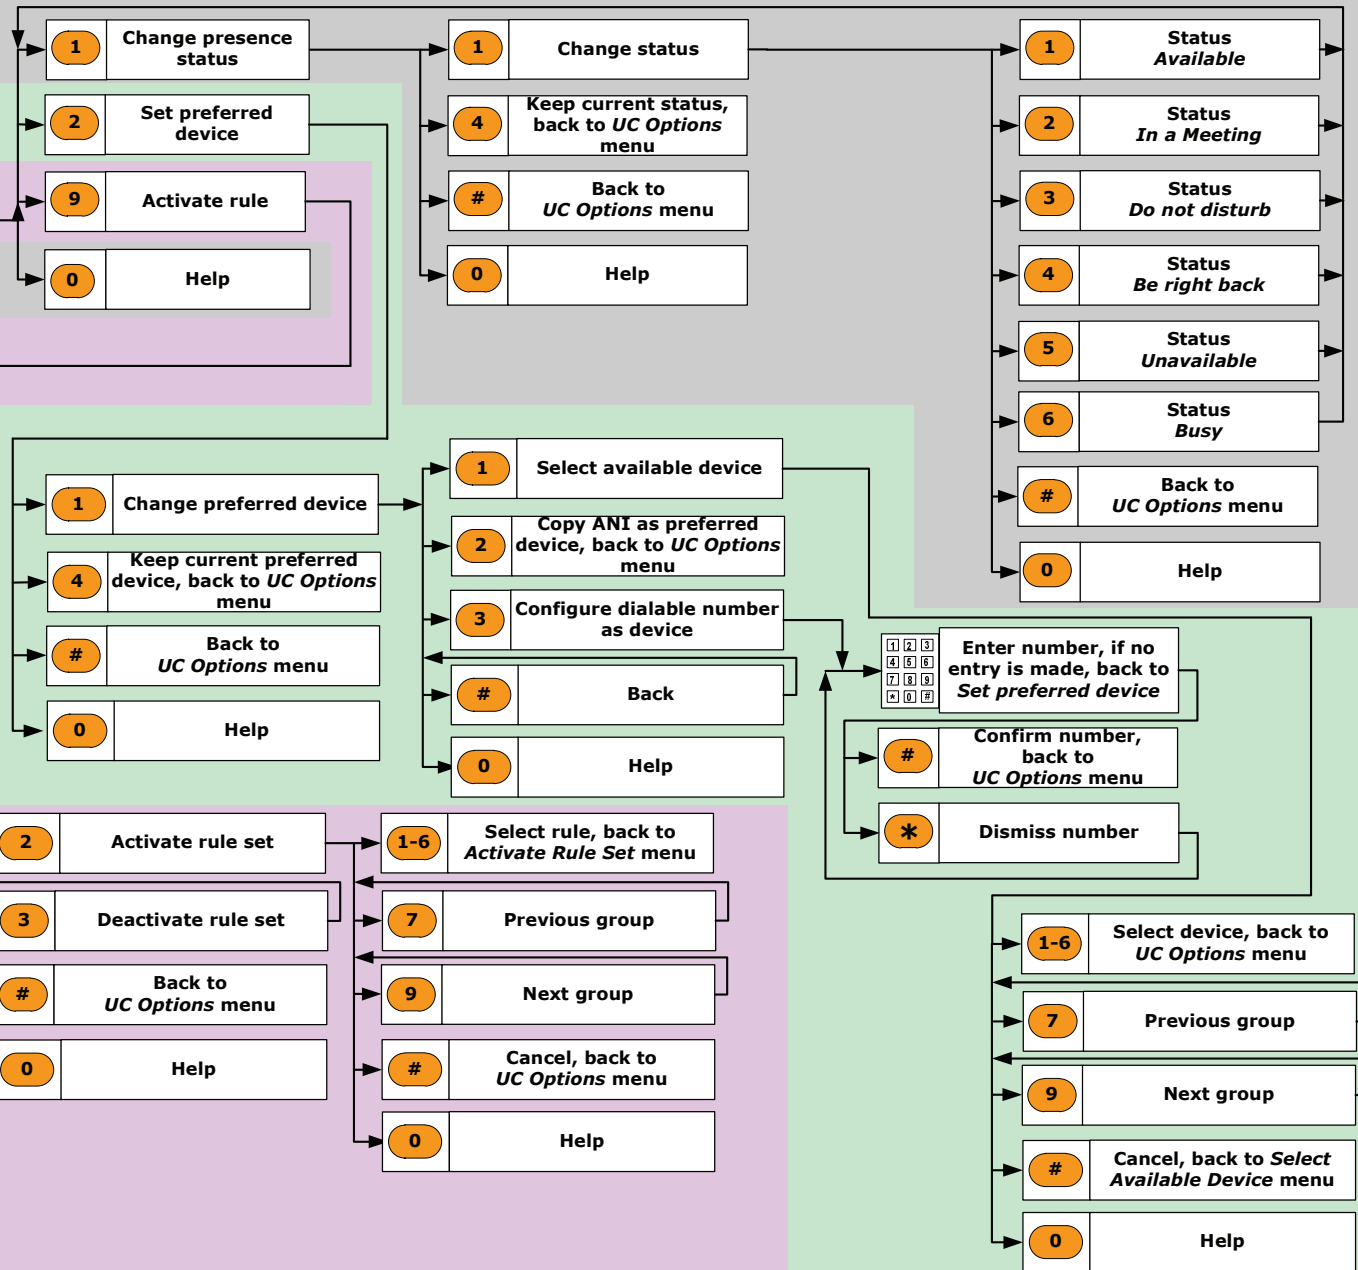 1
Change presence
status
2
Set preferred
device
9
Activate rule
0
Help
1
Change status
4
Keep current status,
back to UC Options
menu
#
Back to
UC Options menu
0
Help
1
Status
Available
2
Status
In a Meeting
3
Status
Do not disturb
4
Status
Be right back
5
Status
Unavailable
6
Status
Busy
#
Back to
UC Options menu
0
Help
1
Change preferred device
4
Keep current preferred
device, back to UC Options
menu
#
Back to
UC Options menu
0
Help
1
Select available device
2
Copy ANI as preferred
device, back to UC Options
menu
3
Configure dialable number
as device
#
Back
0
Help
1 2 3
4 5 6
7 8 9
* 0 #
Enter number, if no
entry is made, back to
Set preferred device
#
Confirm number,
back to
UC Options menu
*
Dismiss number
2
Activate rule set
3
Deactivate rule set
#
Back to
UC Options menu
0
Help
1-6
Select rule, back to
Activate Rule Set menu
7
Previous group
9
Next group
#
Cancel, back to
UC Options menu
0
Help
1-6
Select device, back to
UC Options menu
7
Previous group
9
Next group
#
Cancel, back to Select
Available Device menu
0
Help